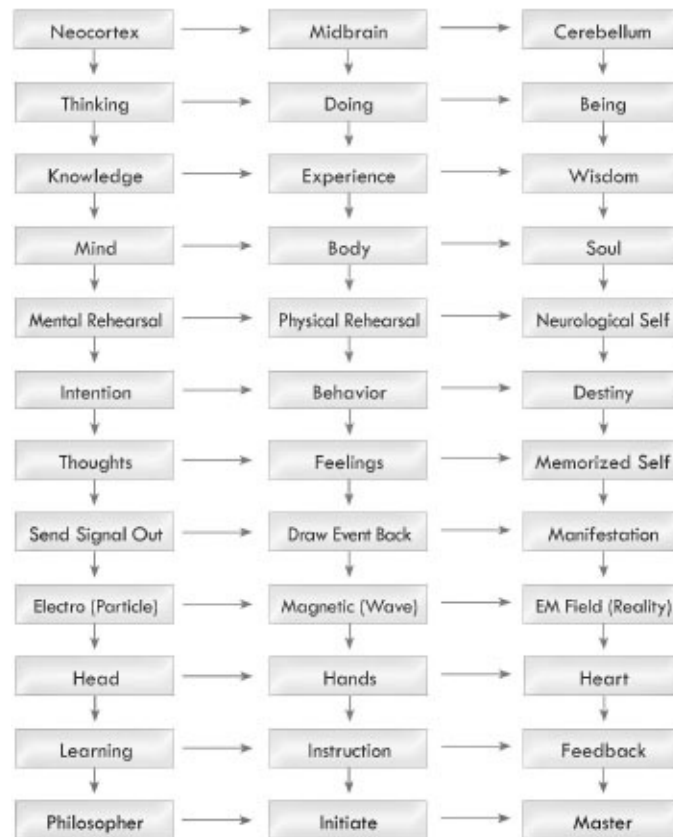 Neocortex Midbrain Cerebellum
Thinking Doing Being
Knowledge Experience Wisdom
Mind Body Soul
Mental Rehearsal Physical Rehearsal Neurological Self
Intention Behavior Destiny
Thoughts Feelings Memorized Self
Send Signal Out Draw Event Back Manifestation
Electro (Particle) Magnetic (Wave) EM Field (Reality)
Head Hands Heart
Learning Instruction Feedback
Philosopher Initiate Master